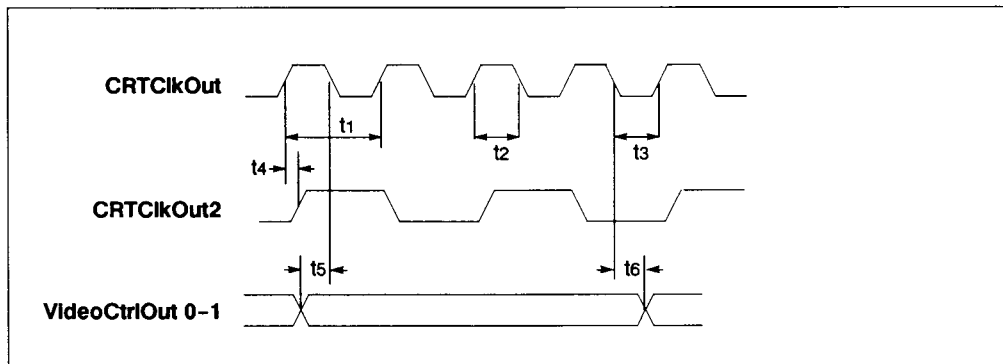 CRTClkOut
t1
t2
t3
t4
CRTClkOut2
t5
t6
VideoCtrlOut 0-1